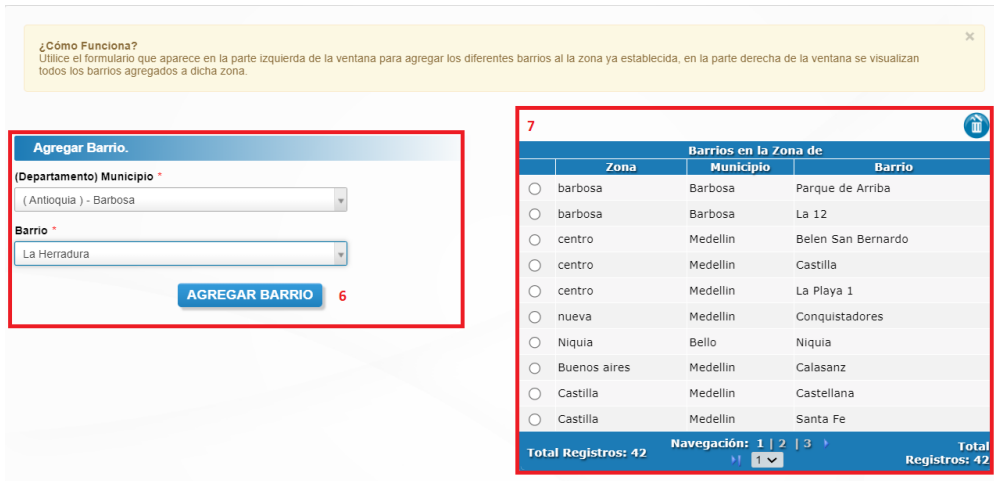 ¿Cómo Funciona?
Utilice el formulario que aparece en la parte izquierda de la ventana para agregar los diferentes barrios al la zona ya establecida, en la parte derecha de la ventana se visualizan
todos los barrios agregados a dicha zona.
×
Agregar Barrio.
(Departamento) Municipio *
( Antioquia ) - Barbosa
Barrio *
La Herradura
AGREGAR BARRIO 6
7
Barrios en la Zona de
Zona Municipio Barrio
barbosa Barbosa Parque de Arriba
barbosa Barbosa La 12
centro Medellin Belen San Bernardo
centro Medellin Castilla
centro Medellin La Playa 1
nueva Medellin Conquistadores
Niquia Bello Niquia
Buenos aires Medellin Calasanz
Castilla Medellin Castellana
Castilla Medellin Santa Fe
Total Registros: 42
Navegación: 1 | 2 | 3
1
Total
Registros: 42